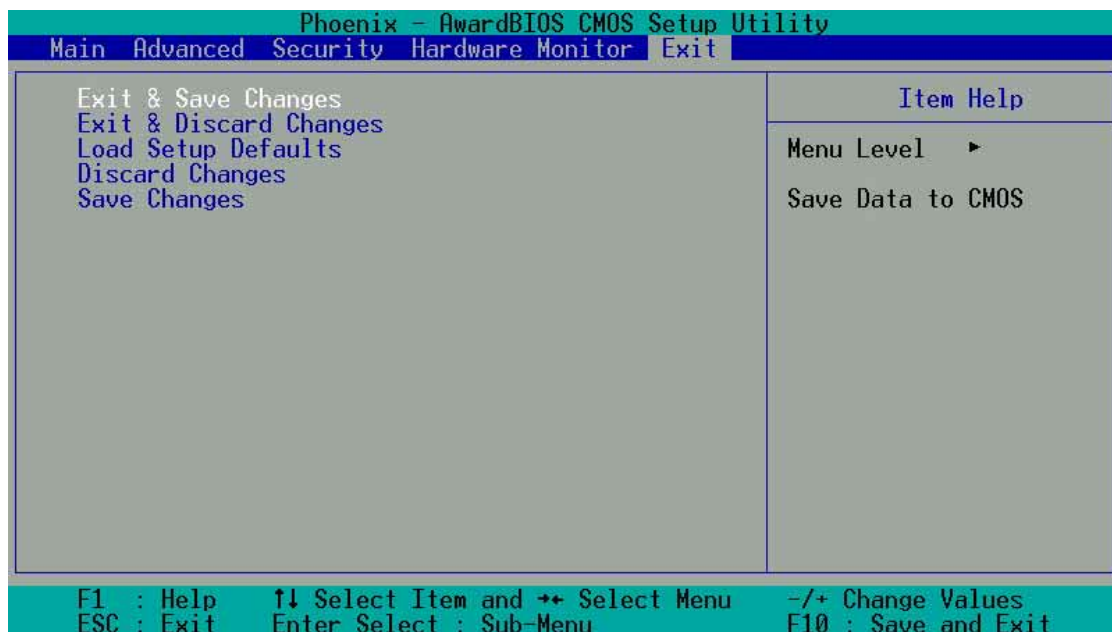 Phoenix - AwardBIOS CMOS Setup Utility
Main Advanced Security Hardware Monitor Exit
Exit & Save Changes
Exit & Discard Changes
Load Setup Defaults
Discard Changes
Save Changes
Item Help
Menu Level ►
Save Data to CMOS
F1 : Help ↑↓ Select Item and →← Select Menu -/+ Change Values
ESC : Exit Enter Select : Sub-Menu F10 : Save and Exit